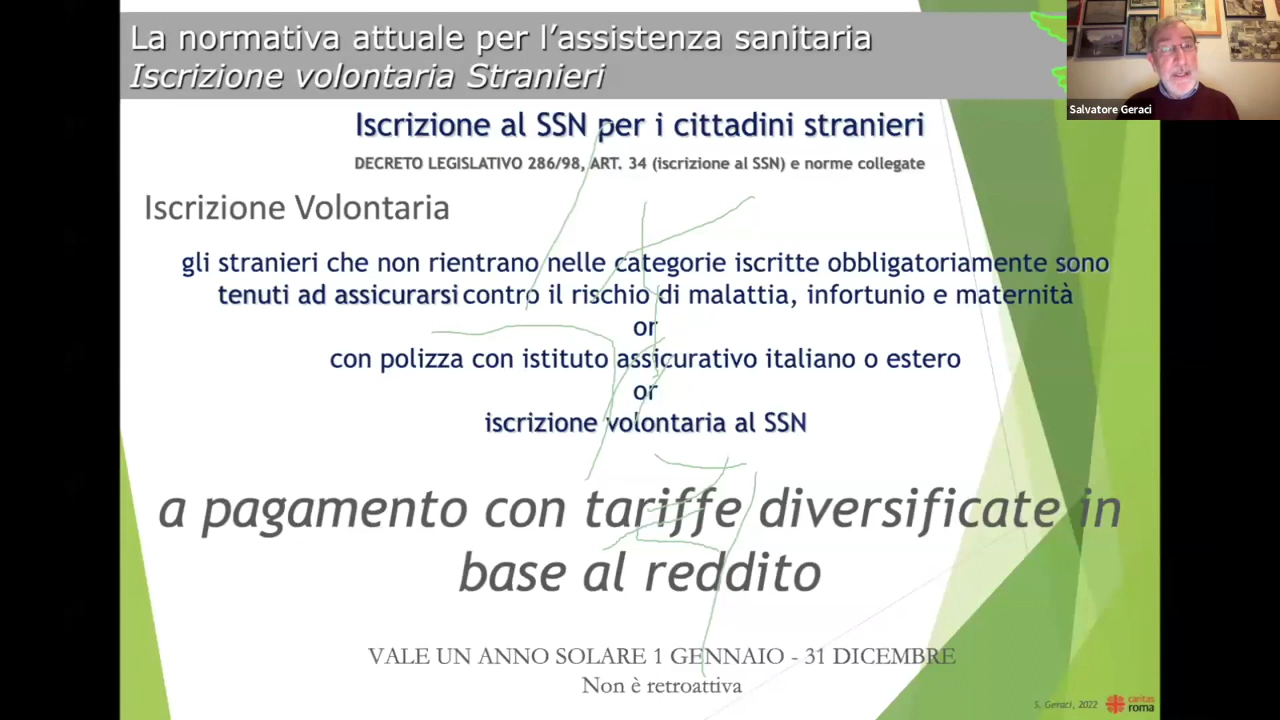 La normativa attuale per l'assistenza sanitaria
Iscrizione volontaria Stranieri
Salvatore Geraci
Iscrizione al SSN per i cittadini stranieri
DECRETO LEGISLATIVO 286/98, ART. 34 (iscrizione al SSN) e norme collegate
Iscrizione Volontaria
gli stranieri che non rientrano nelle categorie iscritte obbligatoriamente sono
tenuti ad assicurarsi contro il rischio di malattia, infortunio e maternità
or
con polizza con istituto assicurativo italiano o estero
or
iscrizione volontaria al SSN
a pagamento con tariffe diversificate in
base al reddito
VALE UN ANNO SOLARE 1 GENNAIO - 31 DICEMBRE
Non è retroattiva
S. Geraci, 2022
caritas
roma